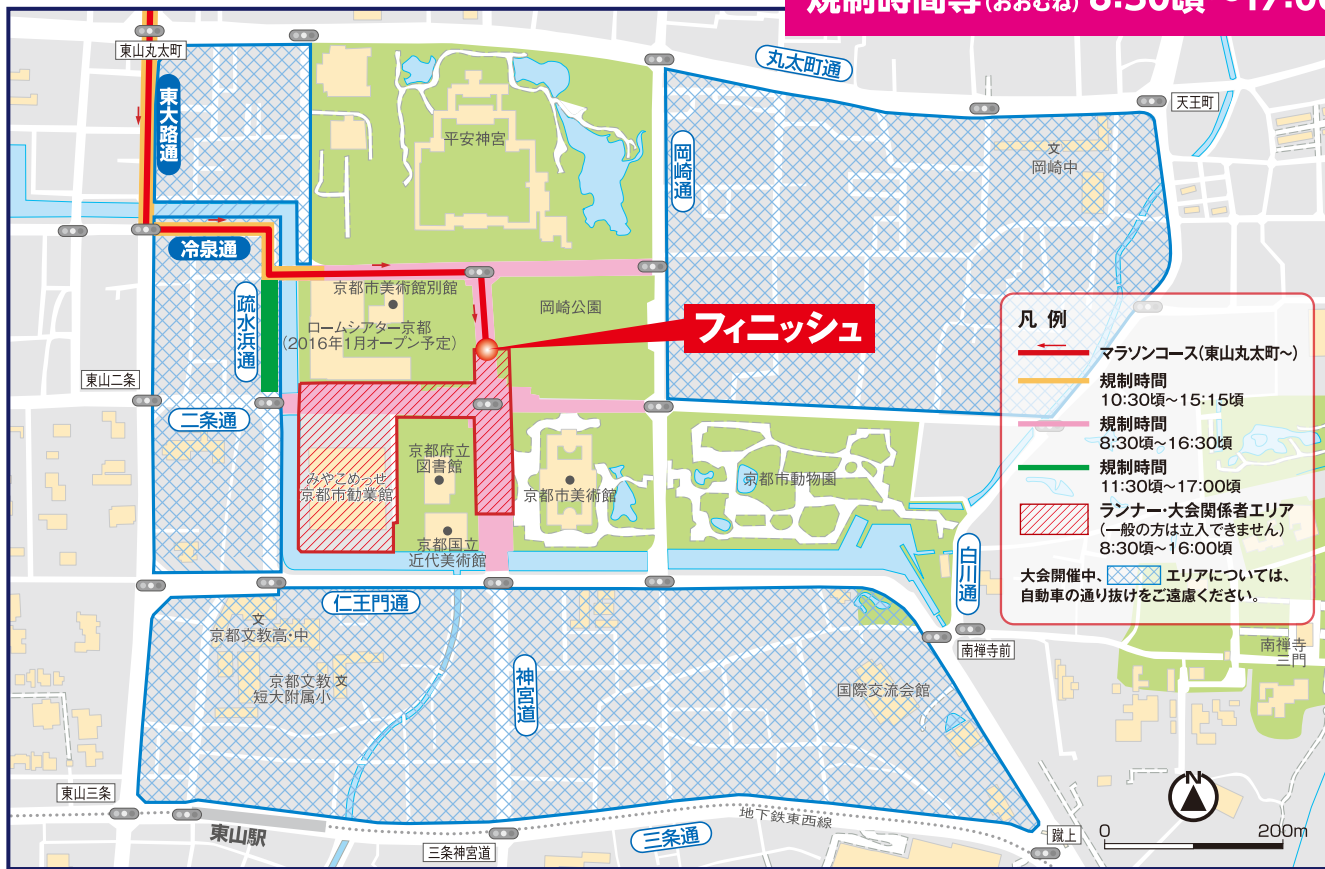 規制時間等(おおむね) 8:30頃~17:00
東山丸太町
丸太町通
天王町
東大路通
平安神宮
岡崎通
文
岡崎中
冷泉通
京都市美術館別館
岡崎公園
疏水浜通
ロームシアター京都
(2016年1月オープン予定)
フィニッシュ
東山二条
二条通
京都府立
図書館
みやこめっせ
京都市勧業館
京都市美術館
京都市動物園
京都国立
近代美術館
白川通
仁王門通
文
京都文教高・中
京都文教
短大附属小
文
神宮道
国際交流会館
南禅寺前
南禅寺
三門
東山三条
東山駅
三条神宮道
三条通
地下鉄東西線
蹴上
凡 例
マラソンコース(東山丸太町~)
規制時間
10:30頃~15:15頃
規制時間
8:30頃~16:30頃
規制時間
11:30頃~17:00頃
ランナー・大会関係者エリア
(一般の方は立入できません)
8:30頃~16:00頃
大会開催中、 エリアについては、
自動車の通り抜けをご遠慮ください。
N
0 200m